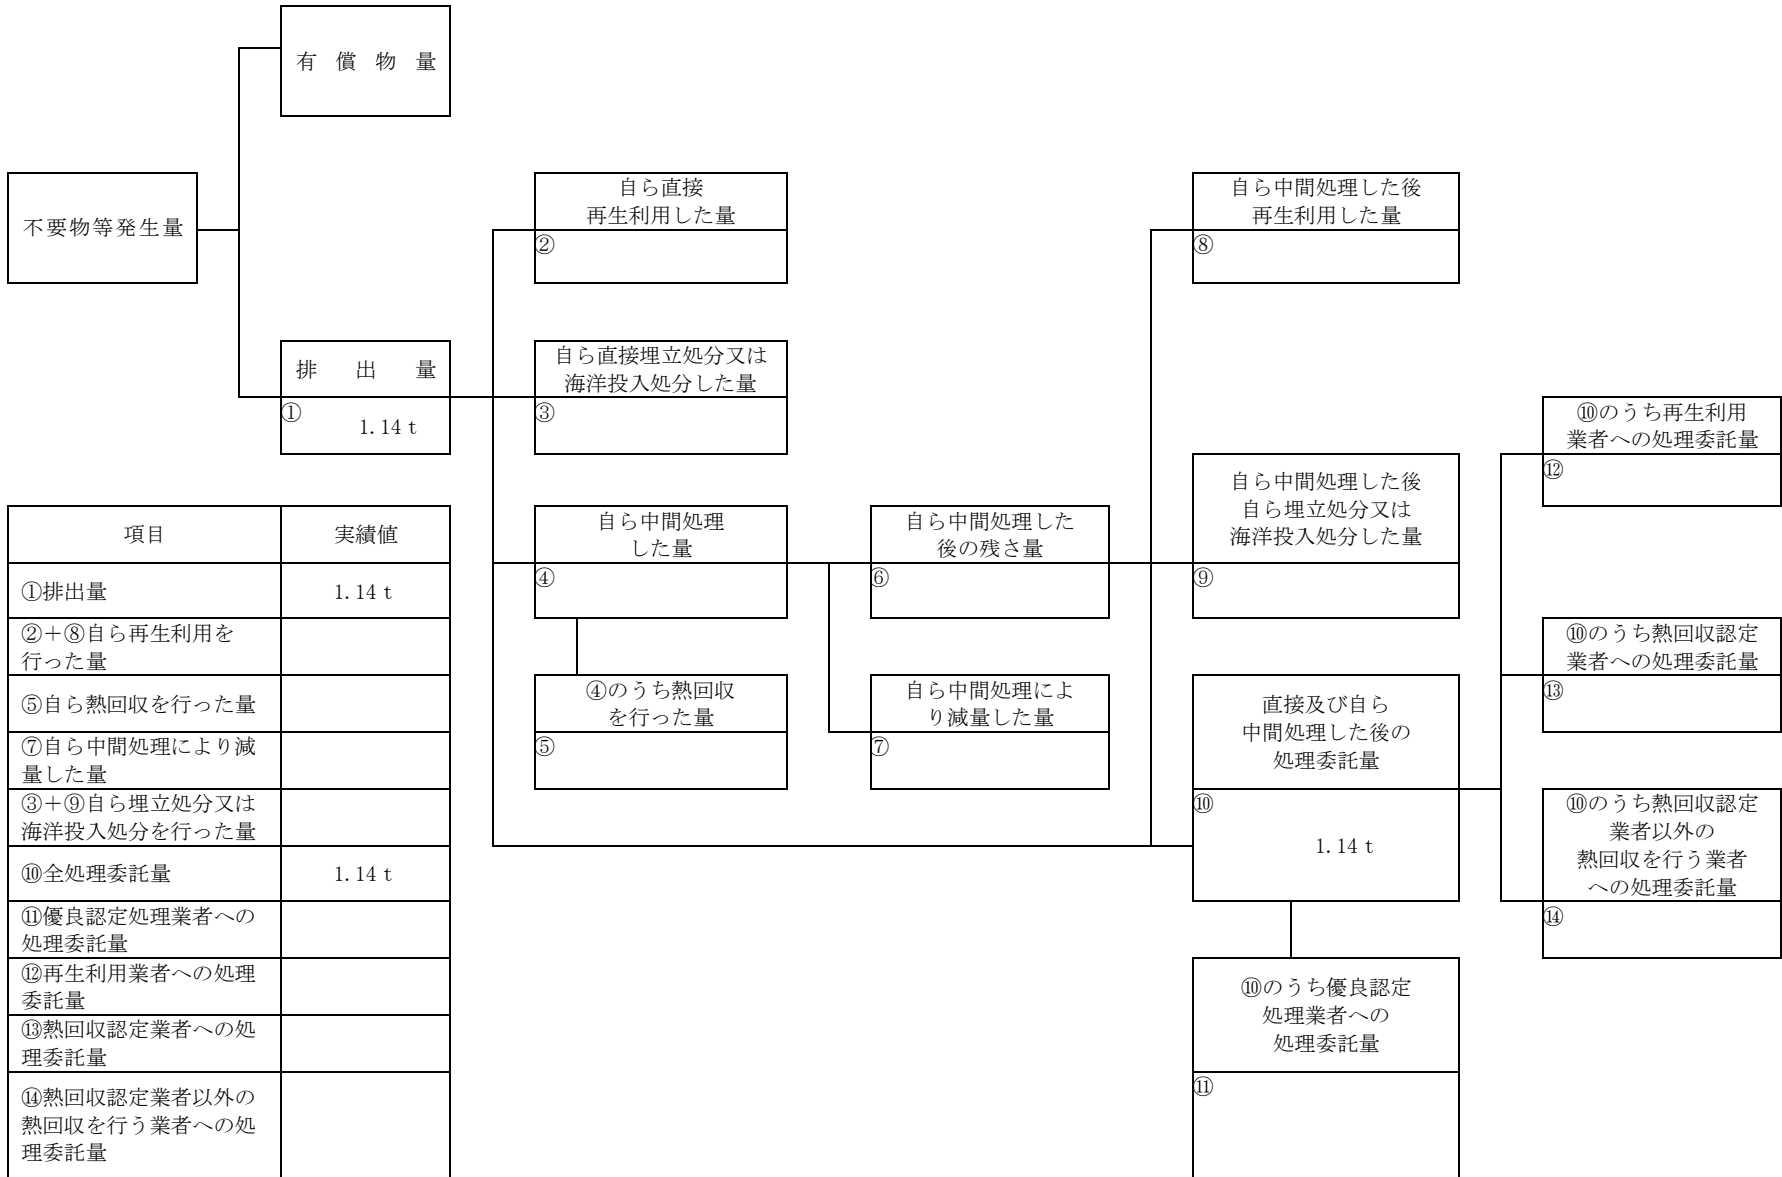 有償物量
不要物等発生量
排出量
①
1.14 t
自ら直接
再生利用した量
②
自ら直接埋立処分又は
海洋投入処分した量
③
自ら中間処理
した量
④
④のうち熱回収
を行った量
⑤
自ら中間処理した
後の残さ量
⑥
自ら中間処理によ
り減量した量
⑦
自ら中間処理した後
再生利用した量
⑧
自ら中間処理した後
自ら埋立処分又は
海洋投入処分した量
⑨
直接及び自ら
中間処理した後の
処理委託量
⑩
1.14 t
⑩のうち優良認定
処理業者への
処理委託量
⑪
⑩のうち再生利用
業者への処理委託量
⑫
⑩のうち熱回収認定
業者への処理委託量
⑬
⑩のうち熱回収認定
業者以外の
熱回収を行う業者
への処理委託量
⑭
項目 実績値
①排出量 1.14 t
②+⑧自ら再生利用を
行った量
⑤自ら熱回収を行った量
⑦自ら中間処理により減
量した量
③+⑨自ら埋立処分又は
海洋投入処分を行った量
⑩全処理委託量 1.14 t
⑪優良認定処理業者への
処理委託量
⑫再生利用業者への処理
委託量
⑬熱回収認定業者への処
理委託量
⑭熱回収認定業者以外の
熱回収を行う業者への処
理委託量